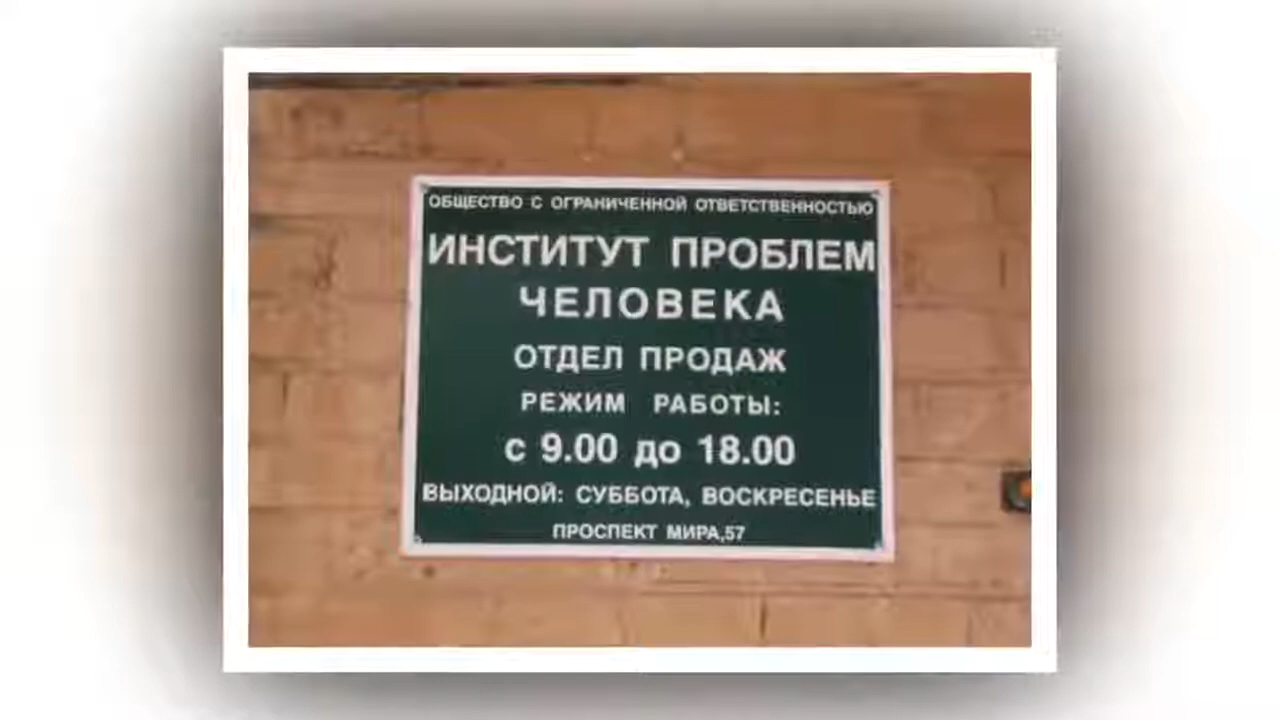 ОБЩЕСТВО С ОГРАНИЧЕННОЙ ОТВЕТСТВЕННОСТЬЮ
ИНСТИТУТ ПРОБЛЕМ
ЧЕЛОВЕКА
ОТДЕЛ ПРОДАЖ
РЕЖИМ РАБОТЫ:
с 9.00 до 18.00
ВЫХОДНОЙ: СУББОТА, ВОСКРЕСЕНЬЕ
ПРОСПЕКТ МИРА,57